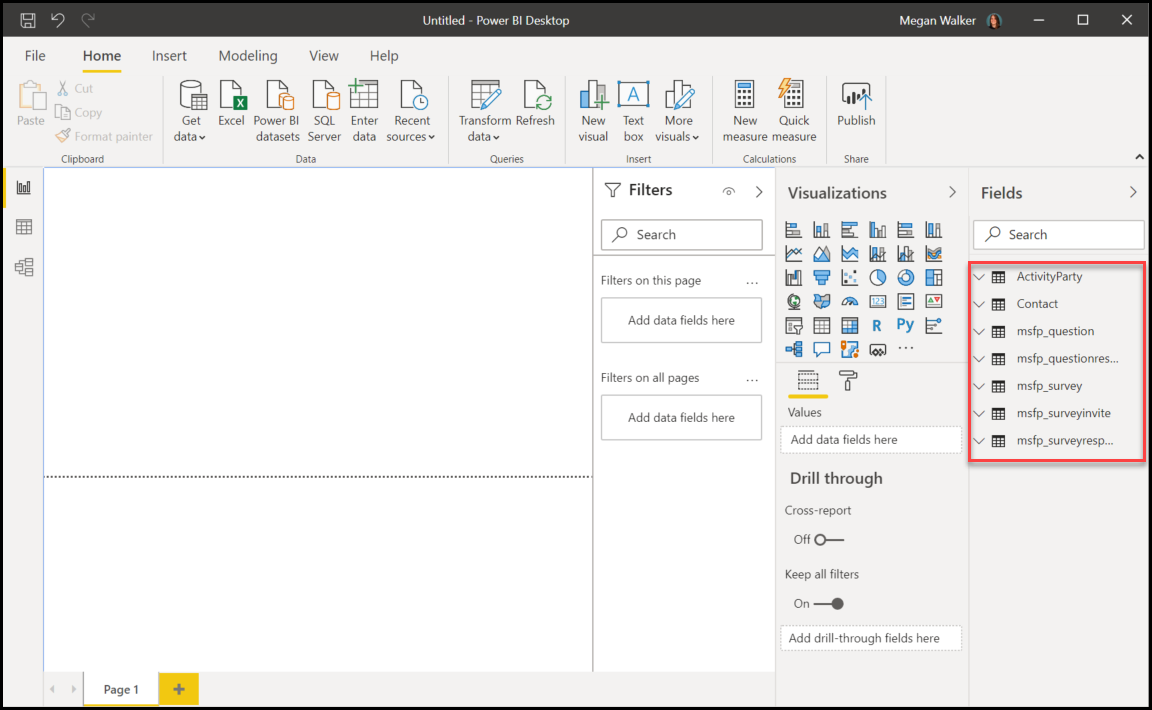 Untitled - Power BI Desktop
Megan Walker
File Home Insert Modeling View Help
Paste
Cut
Copy
Format painter
Clipboard
Get data
Excel
Power BI datasets
SQL Server
Enter data
Recent sources
Data
Transform data
Refresh
Queries
New visual
Text box
More visuals
Insert
New measure
Quick measure
Calculations
Publish
Share
Filters
Search
Filters on this page ...
Add data fields here
Filters on all pages ...
Add data fields here
Visualizations
123
R
Py
...
Values
Add data fields here
Drill through
Cross-report
Off
Keep all filters
On
Add drill-through fields here
Fields
Search
ActivityParty
Contact
msfp_question
msfp_questionres...
msfp_survey
msfp_surveyinvite
msfp_surveyresp...
Page 1
+